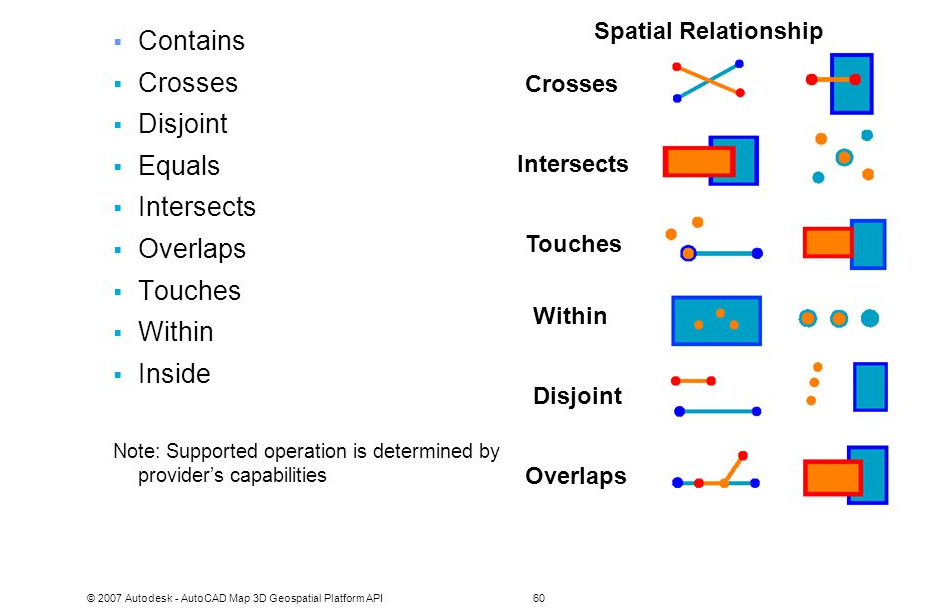 Contains
Crosses
Disjoint
Equals
Intersects
Overlaps
Touches
Within
Inside
Note: Supported operation is determined by
provider's capabilities
Spatial Relationship
Crosses
Intersects
Touches
Within
Disjoint
Overlaps
© 2007 Autodesk - AutoCAD Map 3D Geospatial Platform API
60